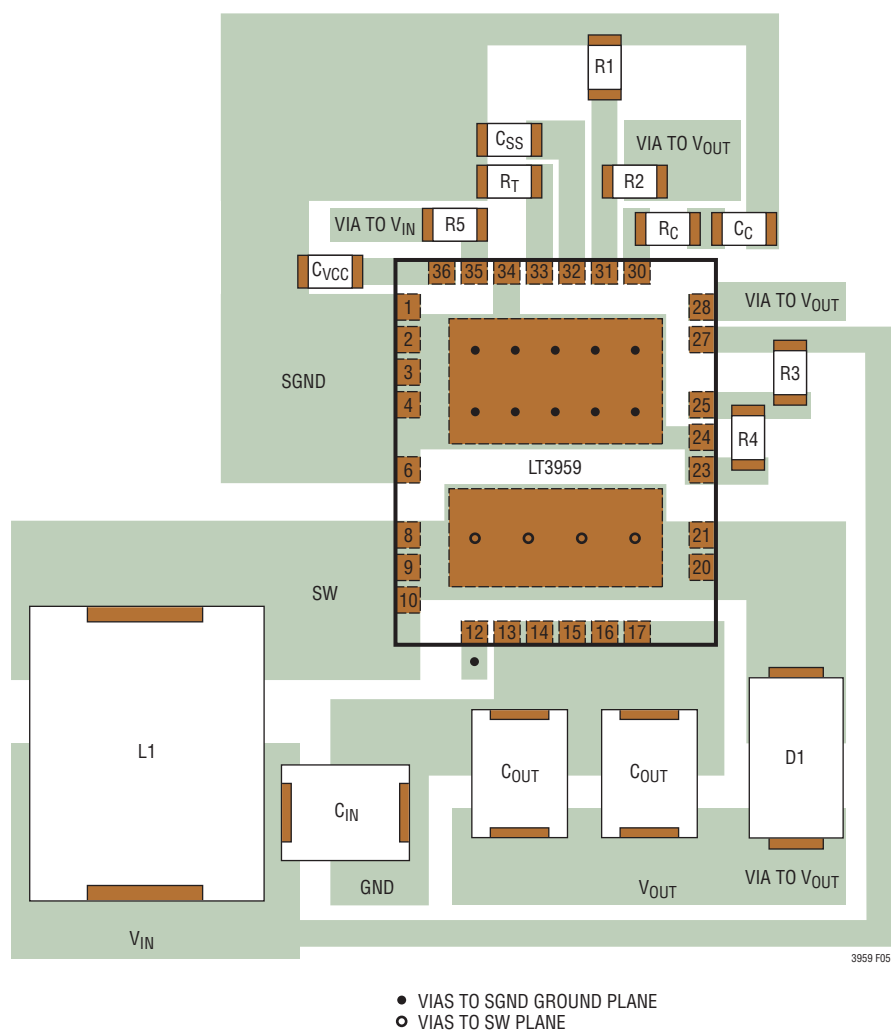 R1
CSS
VIA TO VOUT
RT
R2
VIA TO VIN
R5
RC
CC
CVCC
36 35 34 33 32 31 30
1
28
VIA TO VOUT
2
27
3
SGND
R3
4
25
24
R4
6
LT3959
23
8
21
9
20
SW
10
12 13 14 15 16 17
L1
D1
COUT
COUT
CIN
GND
VOUT
VIA TO VOUT
VIN
3959 F05
VIAS TO SGND GROUND PLANE
VIAS TO SW PLANE